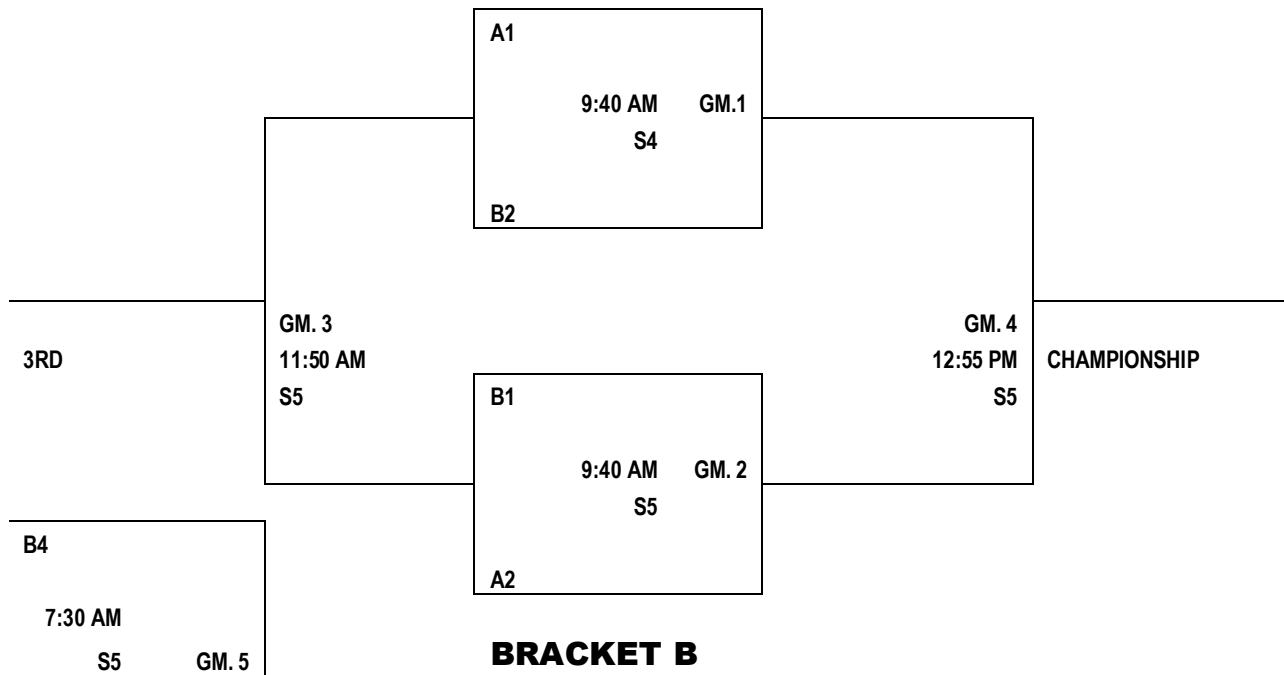 A1
9:40 AM GM.1
S4
B2
GM. 3
3RD 11:50 AM
S5
GM. 4
12:55 PM CHAMPIONSHIP
S5
B1
9:40 AM GM. 2
S5
A2
B4
7:30 AM
S5 GM. 5
BRACKET B